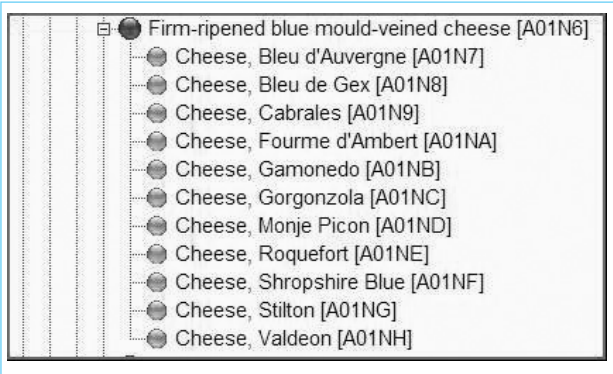 Firm-ripened blue mould-veined cheese [A01N6]
Cheese, Bleu d'Auvergne [A01N7]
Cheese, Bleu de Gex [A01N8]
Cheese, Cabrales [A01N9]
Cheese, Fourme d'Ambert [A01NA]
Cheese, Gamonedo [A01NB]
Cheese, Gorgonzola [A01NC]
Cheese, Monje Picon [A01ND]
Cheese, Roquefort [A01NE]
Cheese, Shropshire Blue [A01NF]
Cheese, Stilton [A01NG]
Cheese, Valdeon [A01NH]